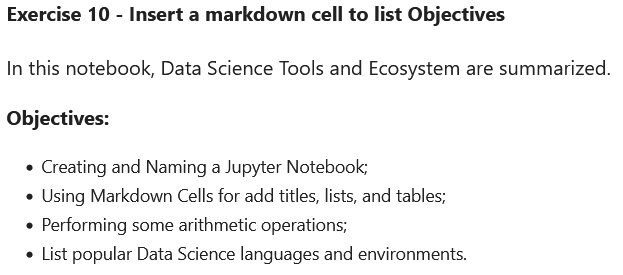 Exercise 10 - Insert a markdown cell to list Objectives
In this notebook, Data Science Tools and Ecosystem are summarized.
Objectives:
• Creating and Naming a Jupyter Notebook;
• Using Markdown Cells for add titles, lists, and tables;
• Performing some arithmetic operations;
• List popular Data Science languages and environments.